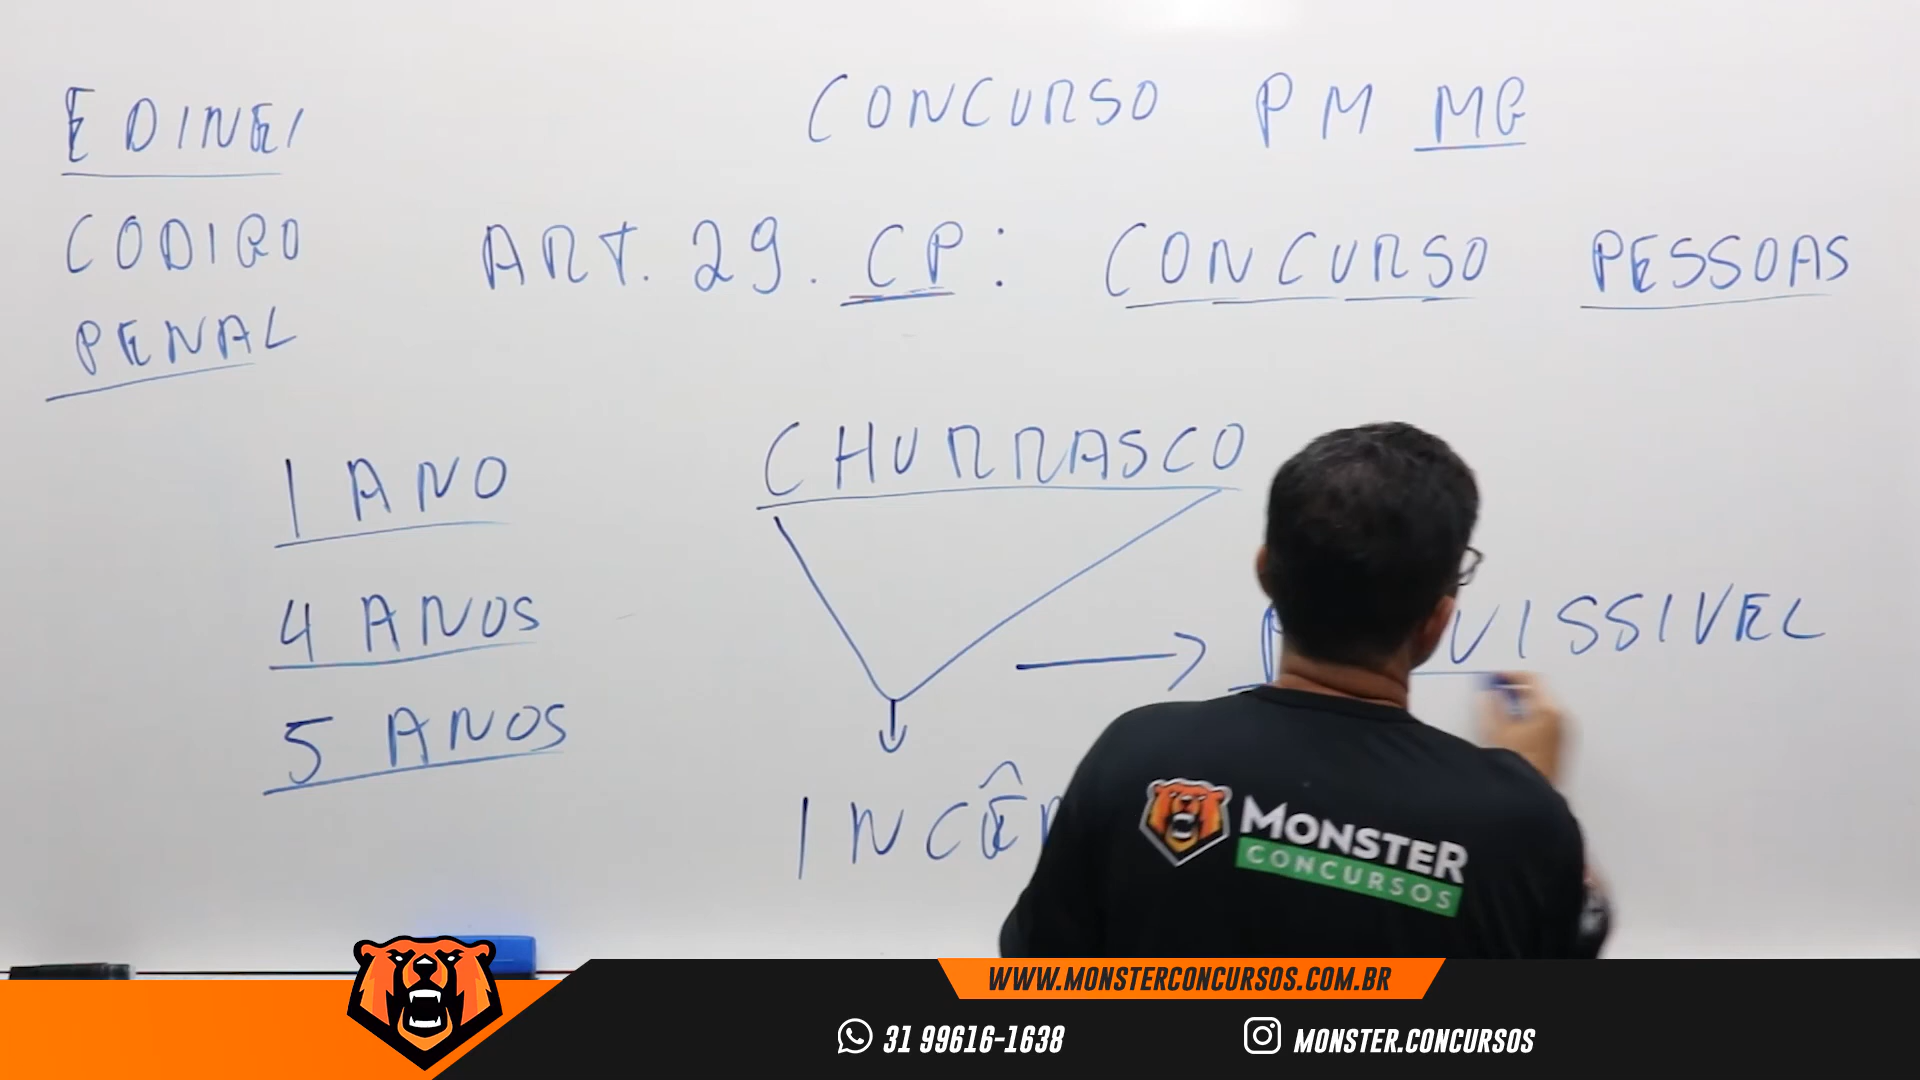 EDINEI
CODIGO
PENAL
CONCURSO PM MG
ART. 29. CP: CONCURSO PESSOAS
1 ANO
4 ANOS
5 ANOS
CHURRASCO
MONSTER
CONCURSOS
WWW.MONSTERCONCURSOS.COM.BR
31 99616-1638
MONSTER.CONCURSOS